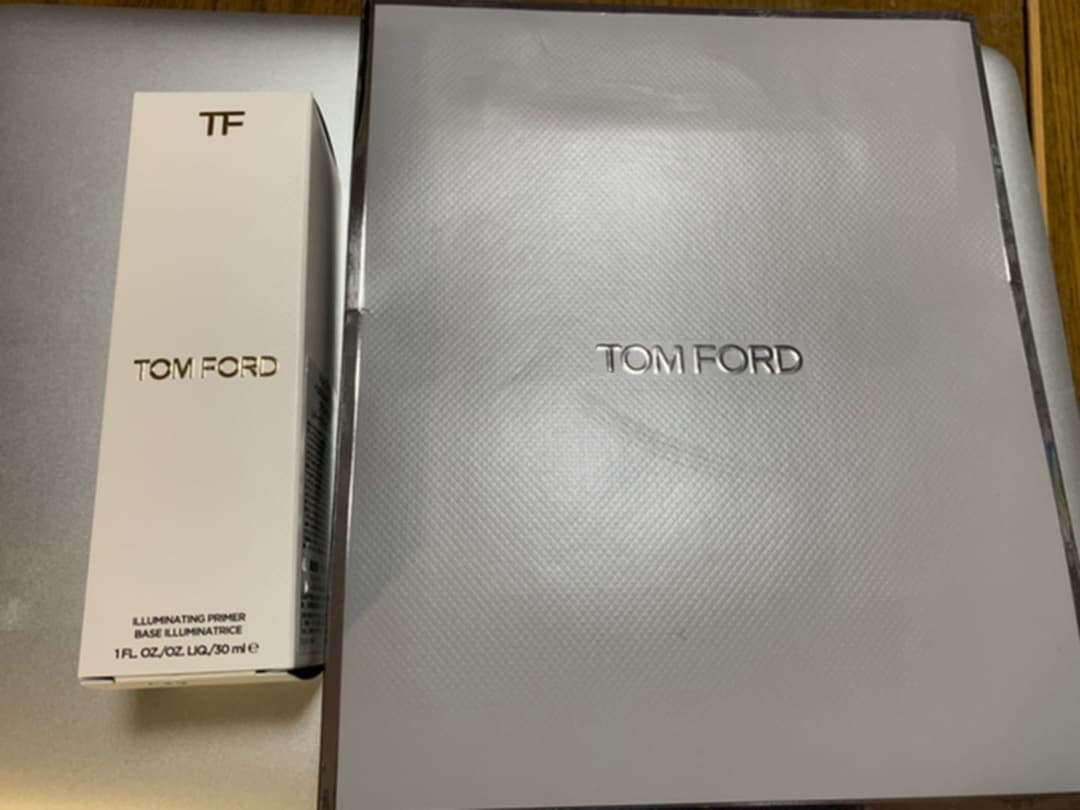 TF
TOM FORD
ILLUMINATING PRIMER
BASE ILLUMINATRICE
1 FL. OZ./OZ. LIQ./30 ml ℮
TOM FORD